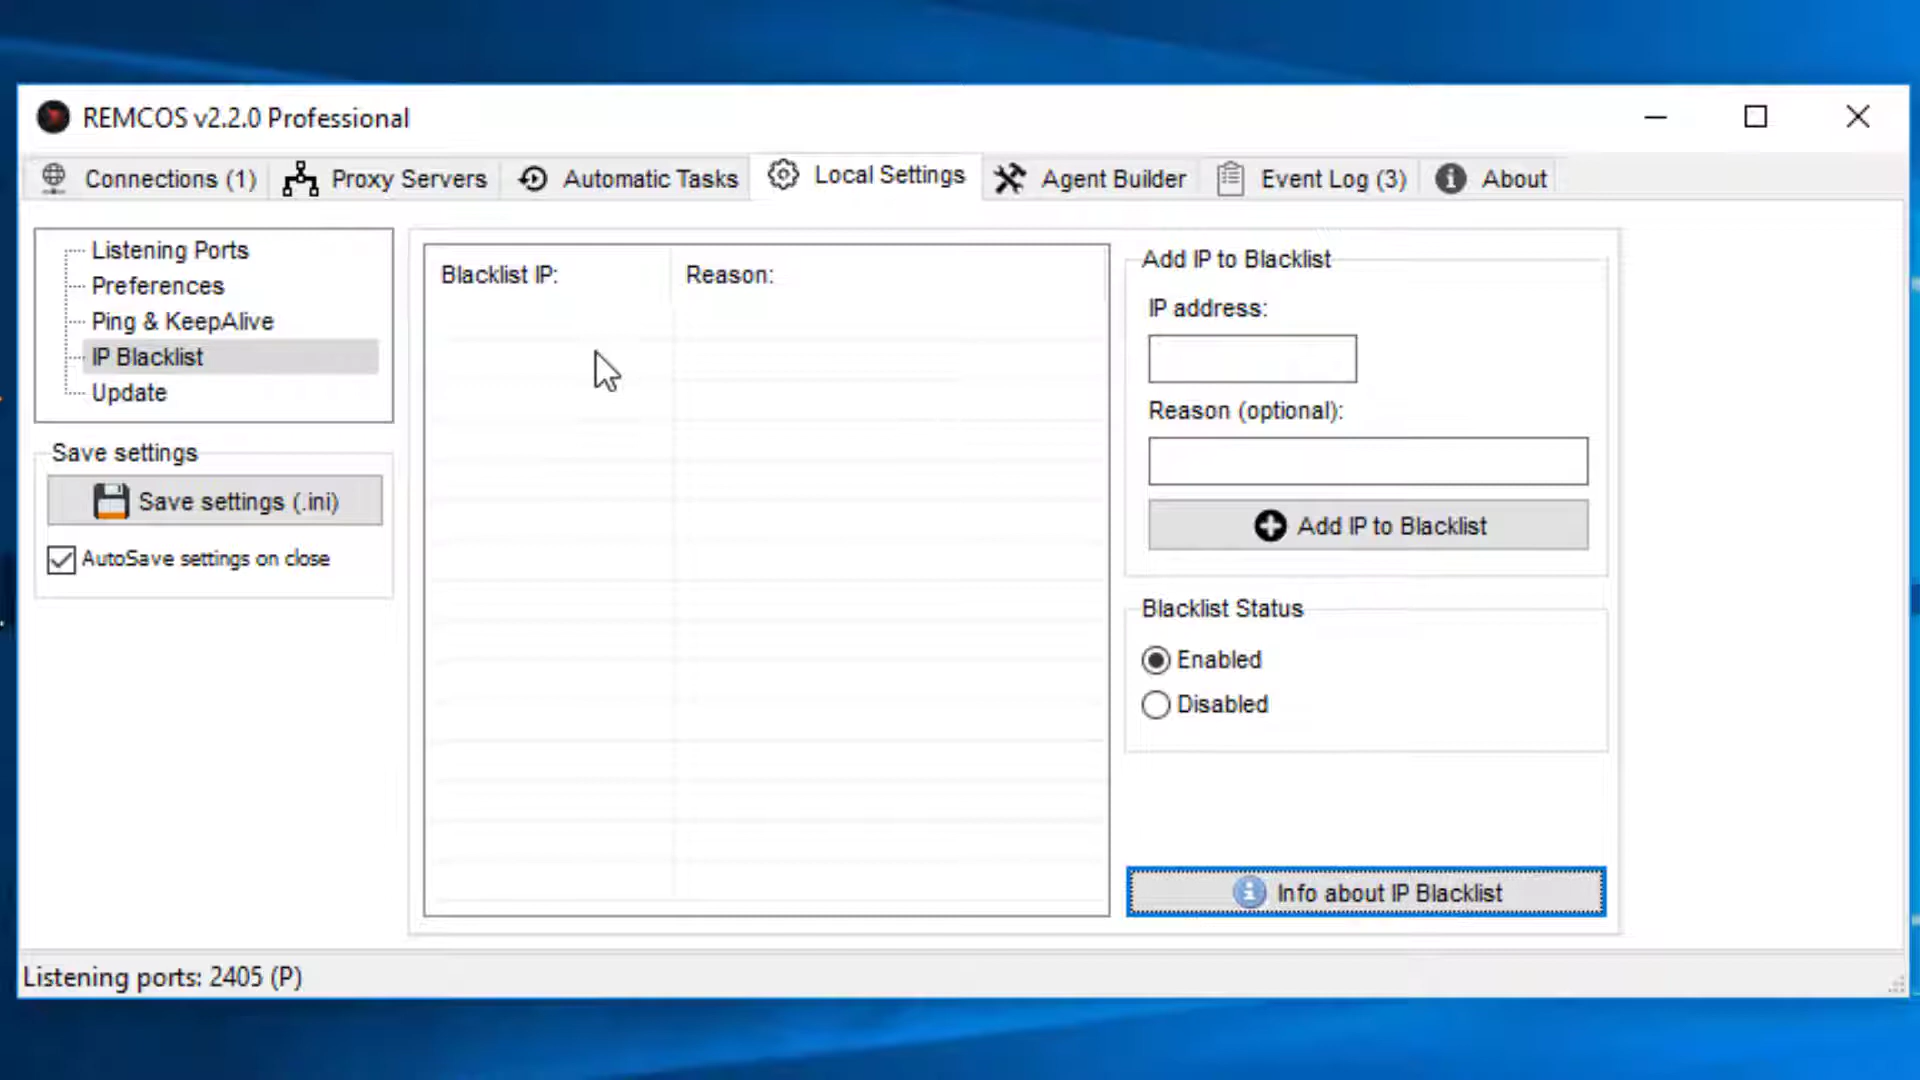 REMCOS v2.2.0 Professional
Connections (1) Proxy Servers Automatic Tasks Local Settings Agent Builder Event Log (3) About
Listening Ports
Preferences
Ping & KeepAlive
IP Blacklist
Update
Save settings
Save settings (.ini)
AutoSave settings on close
Blacklist IP: Reason:
Add IP to Blacklist
IP address:
Reason (optional):
Add IP to Blacklist
Blacklist Status
Enabled
Disabled
Info about IP Blacklist
Listening ports: 2405 (P)